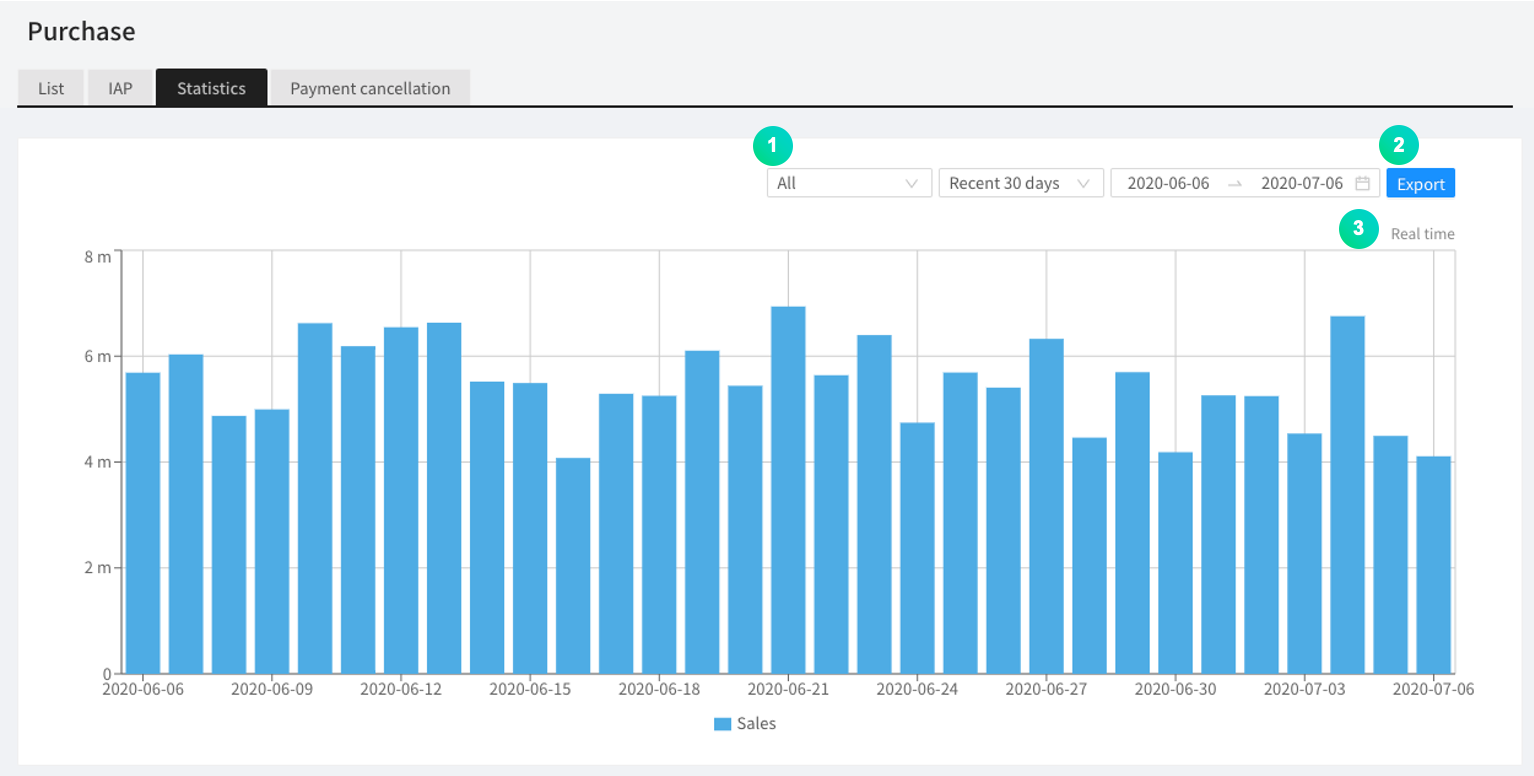 Purchase
List IAP Statistics Payment cancellation
1 2
All Recent 30 days 2020-06-06 2020-07-06 Export
3 Real time
8 m
6 m
4 m
2 m
0
2020-06-06 2020-06-09 2020-06-12 2020-06-15 2020-06-18 2020-06-21 2020-06-24 2020-06-27 2020-06-30 2020-07-03 2020-07-06
Sales